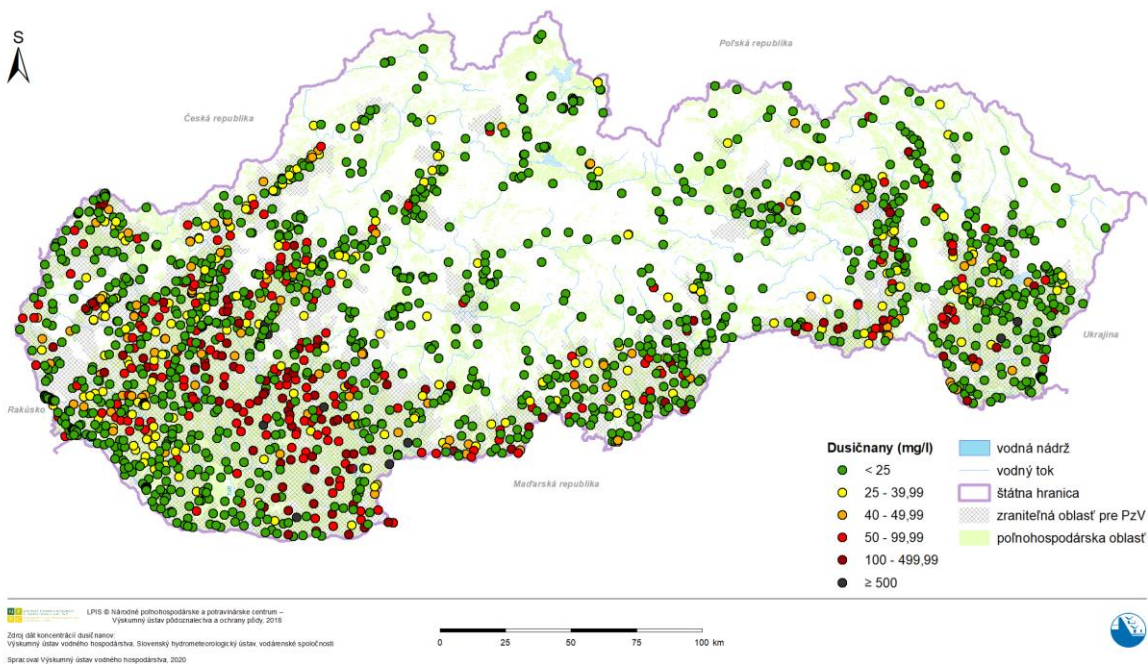 S
Poľská republika
Česká republika
Ukrajina
Rakúsko
Maďarská republika
Dusičnany (mg/l)
< 25
25 - 39,99
40 - 49,99
50 - 99,99
100 - 499,99
≥ 500
vodná nádrž
vodný tok
štátna hranica
zraniteľná oblasť pre PzV
poľnohospodárska oblasť
LPIS © Národné poľnohospodárske a potravinárske centrum –
Výskumný ústav pôdoznalectva a ochrany pôdy, 2018
Zdroj dát koncentrácií dusičnanov:
Výskumný ústav vodného hospodárstva, Slovenský hydrometeorologický ústav, vodárenské spoločnosti
Spracoval Výskumný ústav vodného hospodárstva, 2020
0 25 50 75 100 km